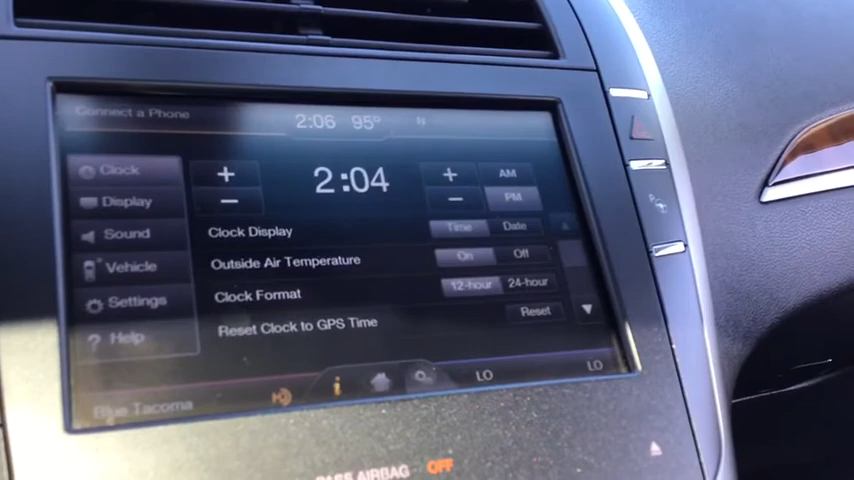 Connect a Phone 2:06 95° N
Clock + 2:04 + AM
Display – – PM
Sound Clock Display Time Date
Vehicle Outside Air Temperature On Off
Settings Clock Format 12-hour 24-hour
? Help Reset Clock to GPS Time Reset
Blue Tacoma i LO LO
PASS AIRBAG OFF
P